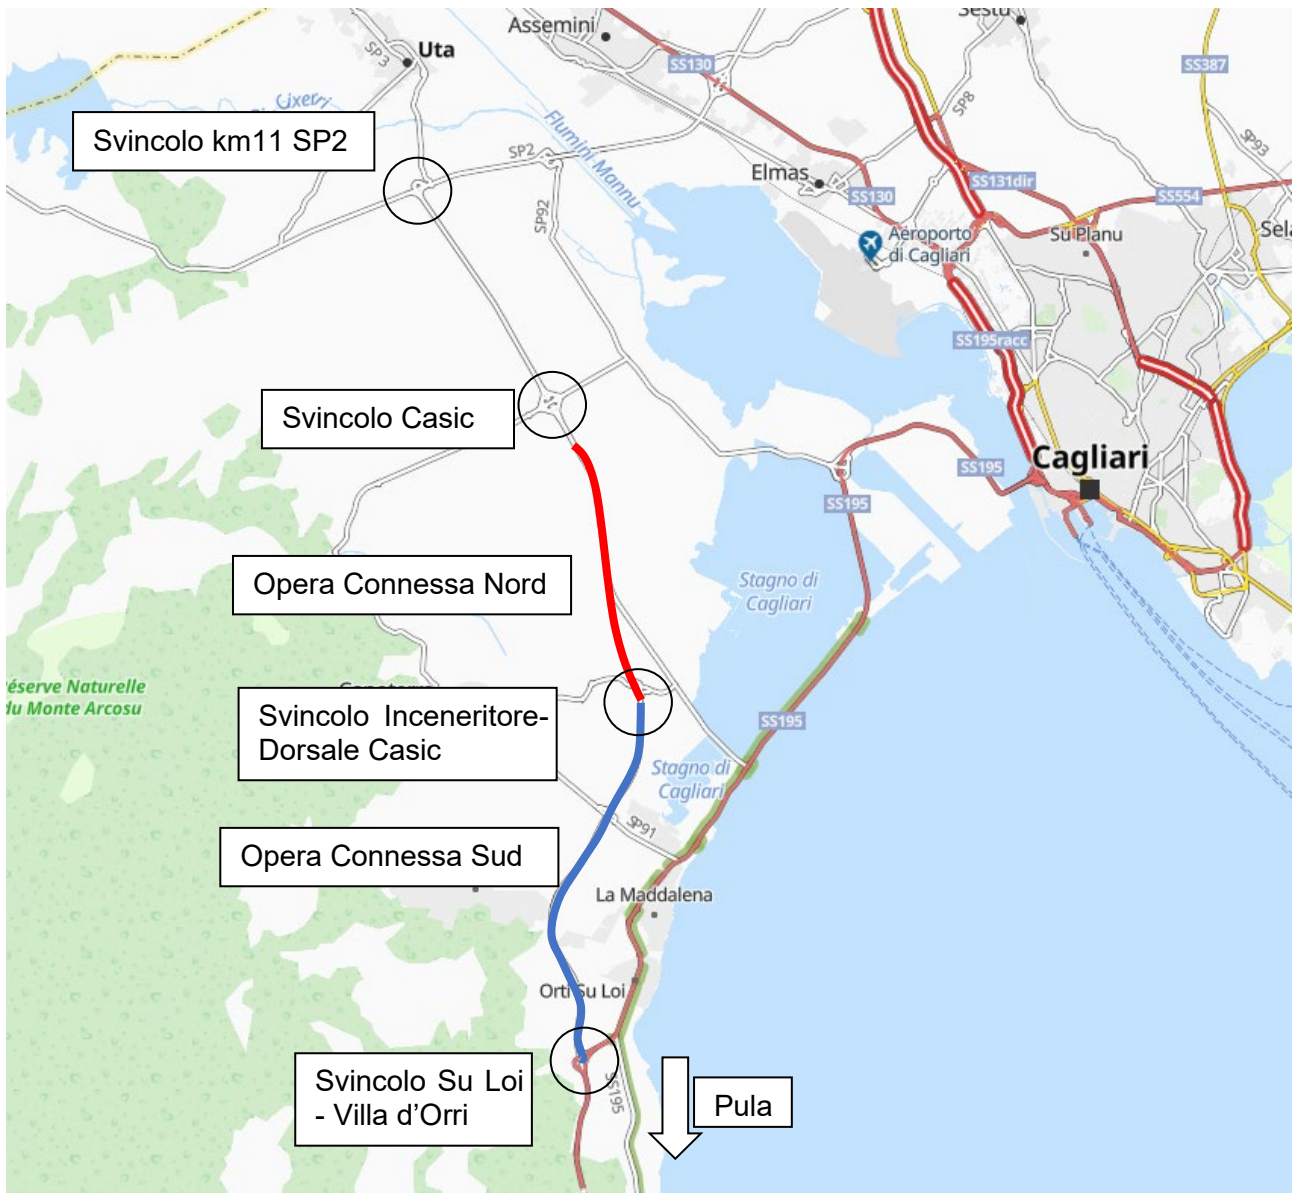 Assemini
Sestu
Uta
SP3
SS130
SS387
Cixerri
SP8
Svincolo km11 SP2
Flumini Mannu
SP2
SP93
Elmas
SS131dir
SS130
SS554
SP92
Aeroporto
di Cagliari
Su Planu
Sela
SS195racc
Svincolo Casic
Cagliari
SS195
SS195
Opera Connessa Nord
Stagno di
Cagliari
éserve Naturelle
du Monte Arcosu
Svincolo Inceneritore-
Dorsale Casic
SS195
Stagno di
Cagliari
SP91
Opera Connessa Sud
La Maddalena
Orti Su Loi
Svincolo Su Loi
- Villa d’Orri
SS195
Pula